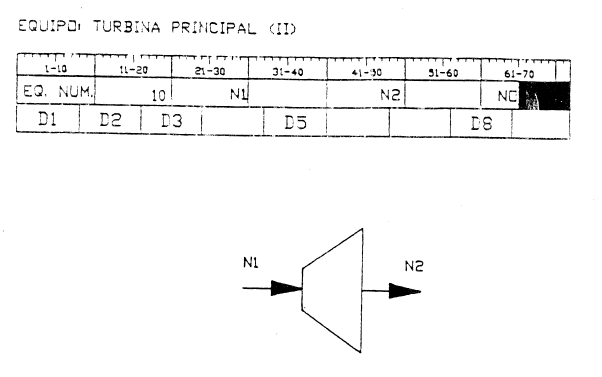 EQUIPO: TURBINA PRINCIPAL (II)
1-10 11-20 21-30 31-40 41-50 51-60 61-70
EQ. NUM. 10 N1 N2 NC
D1 D2 D3 D5 D8
N1 N2